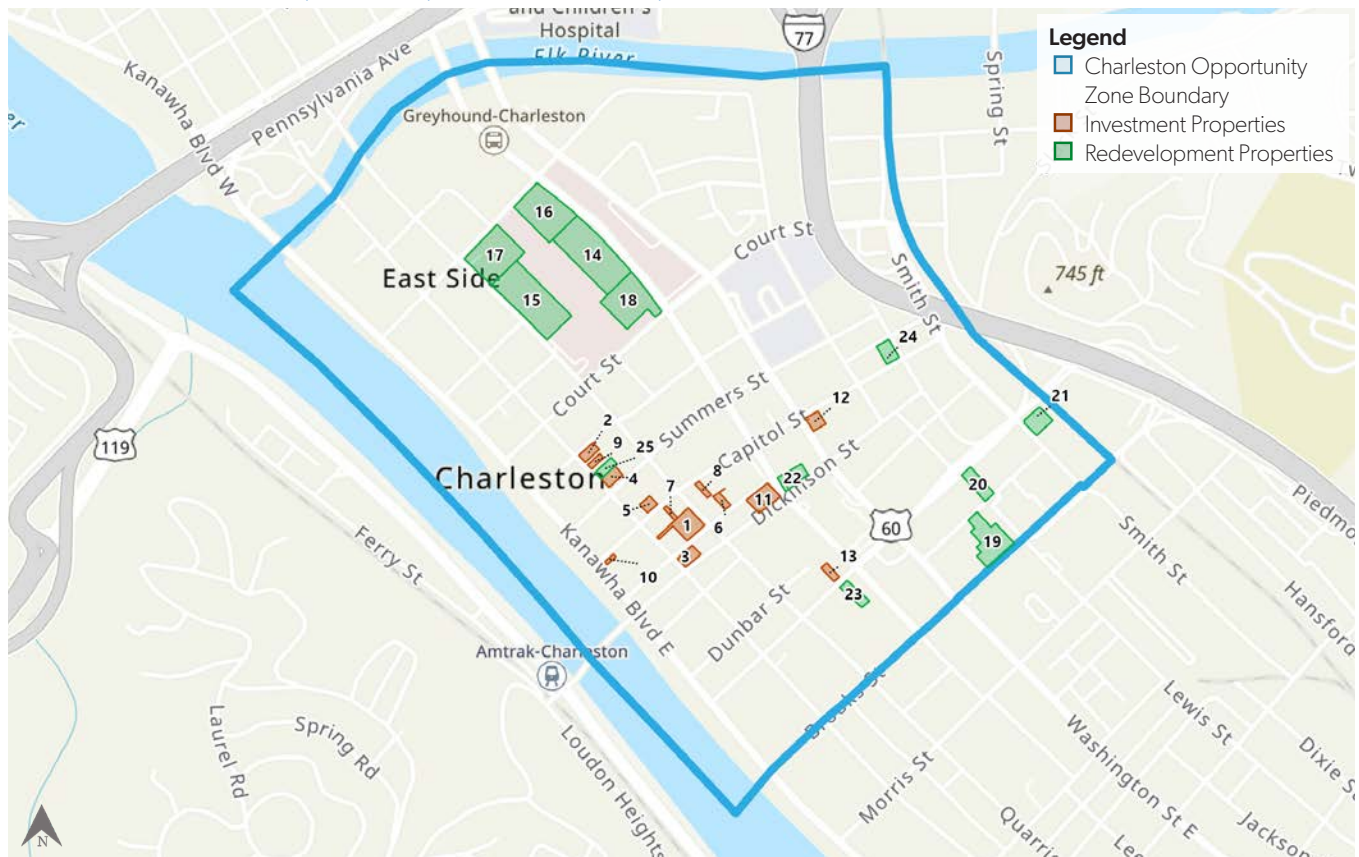 and Children's
Hospital
Elk River
77
Legend
Charleston Opportunity
Zone Boundary
Investment Properties
Redevelopment Properties
Kanawha Blvd W
Pennsylvania Ave
Greyhound-Charleston
Spring St
16
14
17
15
18
East Side
Court St
Smith St
745 ft
24
Court St
Summers St
12
21
119
2
9
25
4
Charleston
Capitol St
8
7
5
1
6
11
22
Dickinson St
20
60
19
3
10
13
23
Ferry St
Kanawha Blvd E
Dunbar St
Smith St
Piedmo
Hansford
Amtrak-Charleston
Brooks St
Lewis St
Laurel Rd
Spring Rd
Loudon Heights
Morris St
Washington St E
Dixie St
Quarrie
Jackson
N